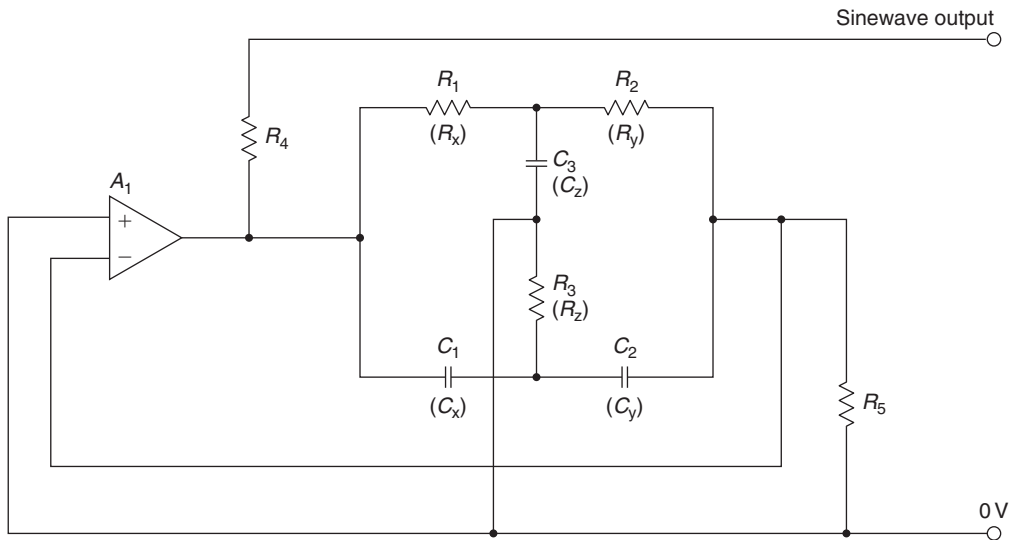 Sinewave output
R1
(Rx)
R2
(Ry)
R4
C3
(Cz)
A1
+
−
R3
(Rz)
C1
(Cx)
C2
(Cy)
R5
0 V